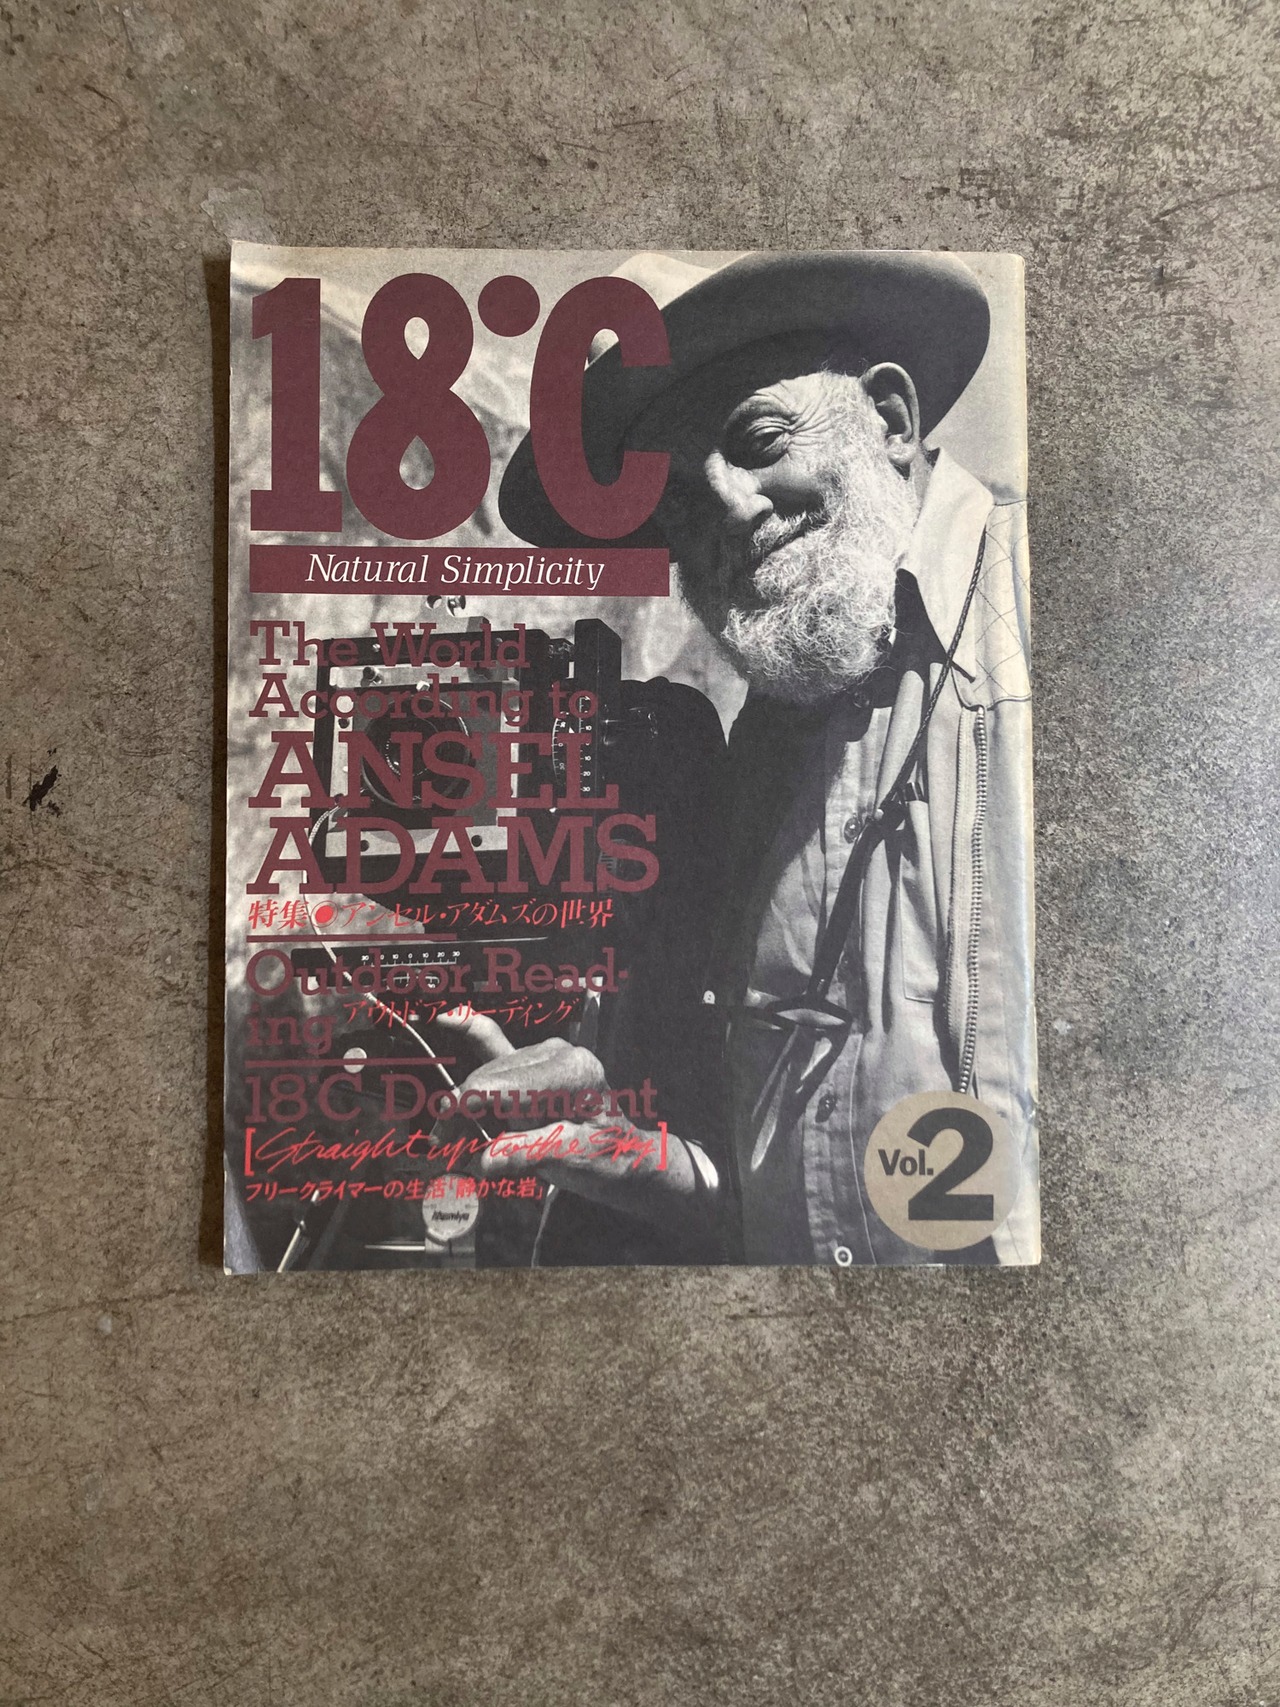 18°C
Natural Simplicity
The World
According to
ANSEL
ADAMS
特集●アンセル・アダムズの世界
Outdoor Read-
ing アウトドア・リーディング
18°C Document
[Straight up to the Sky]
フリークライマーの生活「静かな岩」
Mamiya
Vol.2